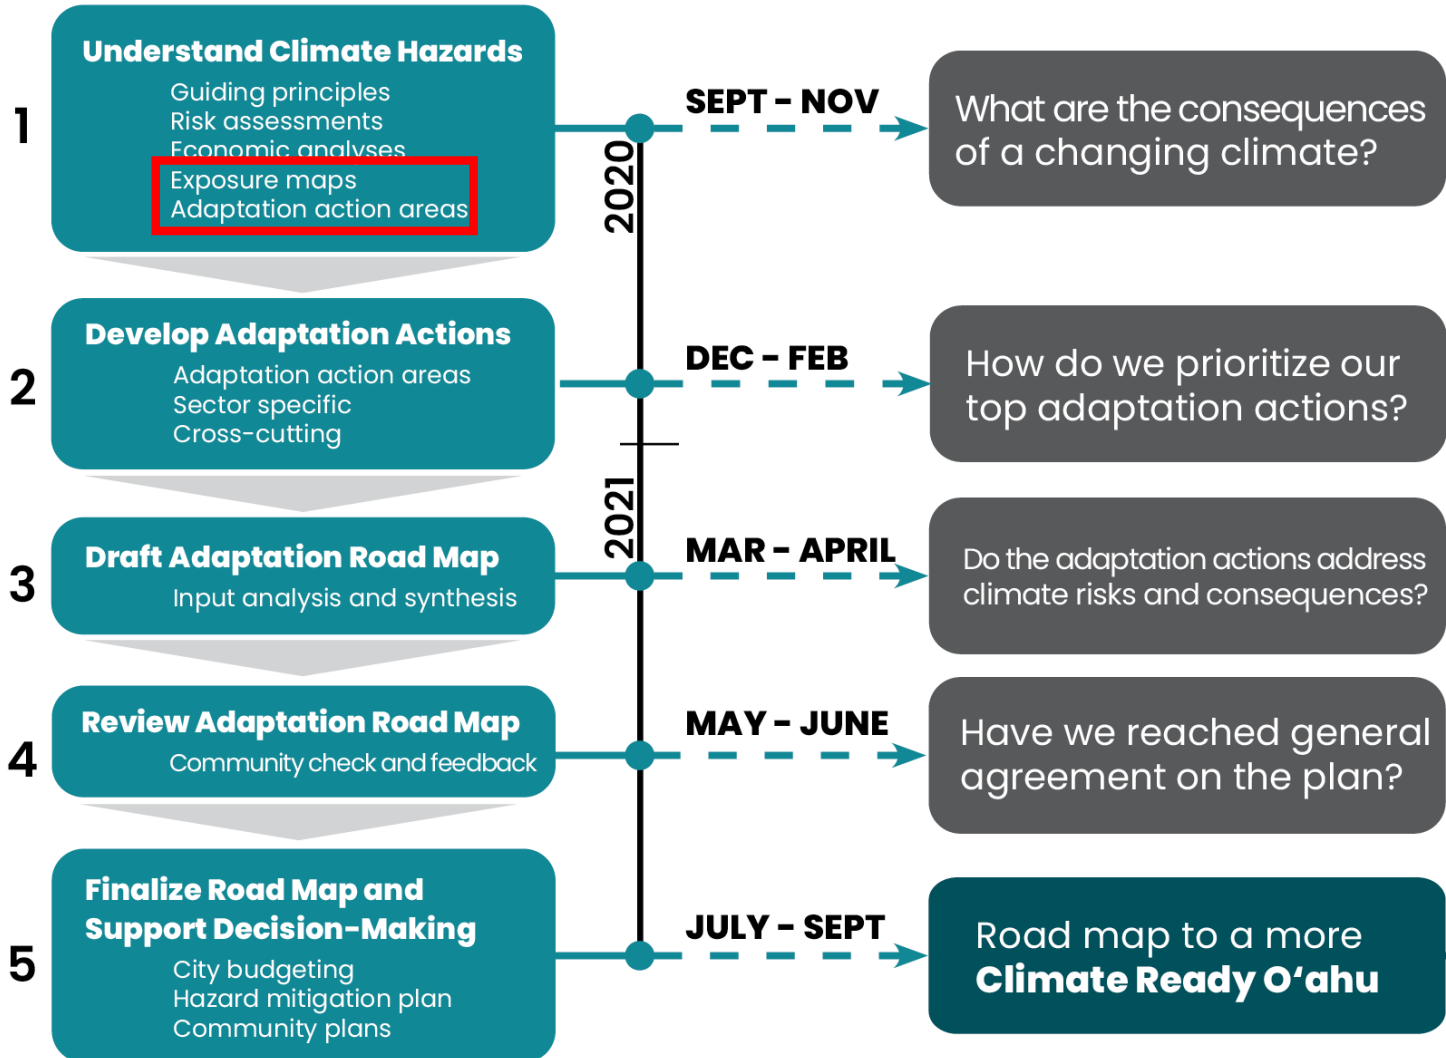 1
Understand Climate Hazards
Guiding principles
Risk assessments
Economic analyses
Exposure maps
Adaptation action areas
2020
SEPT - NOV
What are the consequences
of a changing climate?
2
Develop Adaptation Actions
Adaptation action areas
Sector specific
Cross-cutting
DEC - FEB
How do we prioritize our
top adaptation actions?
2021
3
Draft Adaptation Road Map
Input analysis and synthesis
MAR - APRIL
Do the adaptation actions address
climate risks and consequences?
4
Review Adaptation Road Map
Community check and feedback
MAY - JUNE
Have we reached general
agreement on the plan?
5
Finalize Road Map and
Support Decision-Making
City budgeting
Hazard mitigation plan
Community plans
JULY - SEPT
Road map to a more
Climate Ready O‘ahu